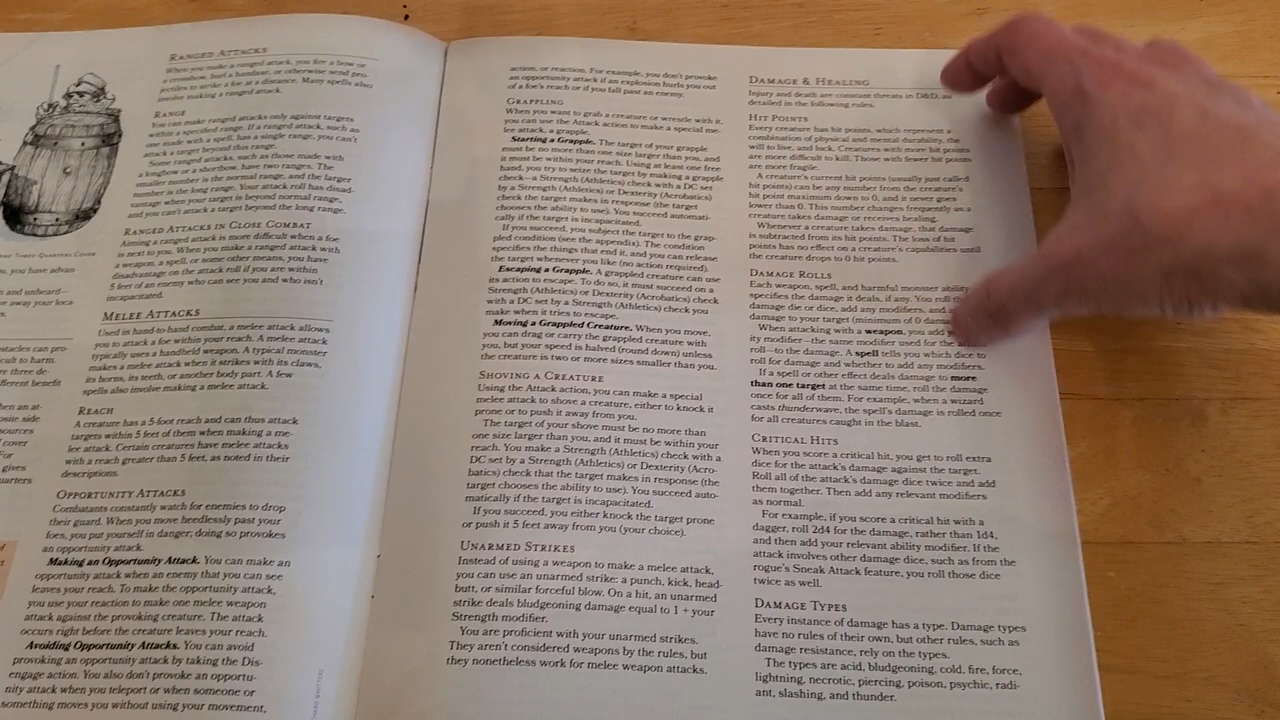 AND THREE QUARTERS COVER
u, you have advan-
n and unheard—
ve away your loca-
s.
bstacles can pro-
cult to harm.
re three de-
fferent benefit
hen an at-
osite side
sources
cover
For
gives
uarters
RANGED ATTACKS
When you make a ranged attack, you fire a bow or
a crossbow, hurl a handaxe, or otherwise send pro-
jectiles to strike a foe at a distance. Many spells also
involve making a ranged attack.
RANGE
You can make ranged attacks only against targets
within a specified range. If a ranged attack, such as
one made with a spell, has a single range, you can't
attack a target beyond this range.
Some ranged attacks, such as those made with
a longbow or a shortbow, have two ranges. The
smaller number is the normal range, and the larger
number is the long range. Your attack roll has disad-
vantage when your target is beyond normal range,
and you can't attack a target beyond the long range.
RANGED ATTACKS IN CLOSE COMBAT
Aiming a ranged attack is more difficult when a foe
is next to you. When you make a ranged attack with
a weapon, a spell, or some other means, you have
disadvantage on the attack roll if you are within
5 feet of an enemy who can see you and who isn't
incapacitated.
MELEE ATTACKS
Used in hand-to-hand combat, a melee attack allows
you to attack a foe within your reach. A melee attack
typically uses a handheld weapon. A typical monster
makes a melee attack when it strikes with its claws,
its horns, its teeth, or another body part. A few
spells also involve making a melee attack.
REACH
A creature has a 5-foot reach and can thus attack
targets within 5 feet of them when making a me-
lee attack. Certain creatures have melee attacks
with a reach greater than 5 feet, as noted in their
descriptions.
OPPORTUNITY ATTACKS
Combatants constantly watch for enemies to drop
their guard. When you move heedlessly past your
foes, you put yourself in danger; doing so provokes
an opportunity attack.
Making an Opportunity Attack. You can make an
opportunity attack when an enemy that you can see
leaves your reach. To make the opportunity attack,
you use your reaction to make one melee weapon
attack against the provoking creature. The attack
occurs right before the creature leaves your reach.
Avoiding Opportunity Attacks. You can avoid
provoking an opportunity attack by taking the Dis-
engage action. You also don't provoke an opportu-
nity attack when you teleport or when someone or
something moves you without using your movement,
action, or reaction. For example, you don't provoke
an opportunity attack if an explosion hurls you out
of a foe's reach or if you fall past an enemy.
GRAPPLING
When you want to grab a creature or wrestle with it,
you can use the Attack action to make a special me-
lee attack, a grapple.
Starting a Grapple. The target of your grapple
must be no more than one size larger than you, and
it must be within your reach. Using at least one free
hand, you try to seize the target by making a grapple
check—a Strength (Athletics) check with a DC set
by a Strength (Athletics) or Dexterity (Acrobatics)
check the target makes in response (the target
chooses the ability to use). You succeed automati-
cally if the target is incapacitated.
If you succeed, you subject the target to the grap-
pled condition (see the appendix). The condition
specifies the things that end it, and you can release
the target whenever you like (no action required).
Escaping a Grapple. A grappled creature can use
its action to escape. To do so, it must succeed on a
Strength (Athletics) or Dexterity (Acrobatics) check
with a DC set by a Strength (Athletics) check you
make when it tries to escape.
Moving a Grappled Creature. When you move,
you can drag or carry the grappled creature with
you, but your speed is halved (round down) unless
the creature is two or more sizes smaller than you.
SHOVING A CREATURE
Using the Attack action, you can make a special
melee attack to shove a creature, either to knock it
prone or to push it away from you.
The target of your shove must be no more than
one size larger than you, and it must be within your
reach. You make a Strength (Athletics) check with a
DC set by a Strength (Athletics) or Dexterity (Acro-
batics) check that the target makes in response (the
target chooses the ability to use). You succeed auto-
matically if the target is incapacitated.
If you succeed, you either knock the target prone
or push it 5 feet away from you (your choice).
UNARMED STRIKES
Instead of using a weapon to make a melee attack,
you can use an unarmed strike: a punch, kick, head-
butt, or similar forceful blow. On a hit, an unarmed
strike deals bludgeoning damage equal to 1 + your
Strength modifier.
You are proficient with your unarmed strikes.
They aren't considered weapons by the rules, but
they nonetheless work for melee weapon attacks.
DAMAGE & HEALING
Injury and death are constant threats in D&D, as
detailed in the following rules.
HIT POINTS
Every creature has hit points, which represent a
combination of physical and mental durability, the
will to live, and luck. Creatures with more hit points
are more difficult to kill. Those with fewer hit points
are more fragile.
A creature's current hit points (usually just called
hit points) can be any number from the creature's
hit point maximum down to 0, and it never goes
lower than 0. This number changes frequently as a
creature takes damage or receives healing.
Whenever a creature takes damage, that damage
is subtracted from its hit points. The loss of hit
points has no effect on a creature's capabilities until
the creature drops to 0 hit points.
DAMAGE ROLLS
Each weapon, spell, and harmful monster ability
specifies the damage it deals, if any. You roll the
damage die or dice, add any modifiers, and
damage to your target (minimum of 0 damage
When attacking with a weapon, you add
ity modifier—the same modifier used for the
roll—to the damage. A spell tells you which dice to
roll for damage and whether to add any modifiers.
If a spell or other effect deals damage to more
than one target at the same time, roll the damage
once for all of them. For example, when a wizard
casts thunderwave, the spell's damage is rolled once
for all creatures caught in the blast.
CRITICAL HITS
When you score a critical hit, you get to roll extra
dice for the attack's damage against the target.
Roll all of the attack's damage dice twice and add
them together. Then add any relevant modifiers
as normal.
For example, if you score a critical hit with a
dagger, roll 2d4 for the damage, rather than 1d4,
and then add your relevant ability modifier. If the
attack involves other damage dice, such as from the
rogue's Sneak Attack feature, you roll those dice
twice as well.
DAMAGE TYPES
Every instance of damage has a type. Damage types
have no rules of their own, but other rules, such as
damage resistance, rely on the types.
The types are acid, bludgeoning, cold, fire, force,
lightning, necrotic, piercing, poison, psychic, radi-
ant, slashing, and thunder.